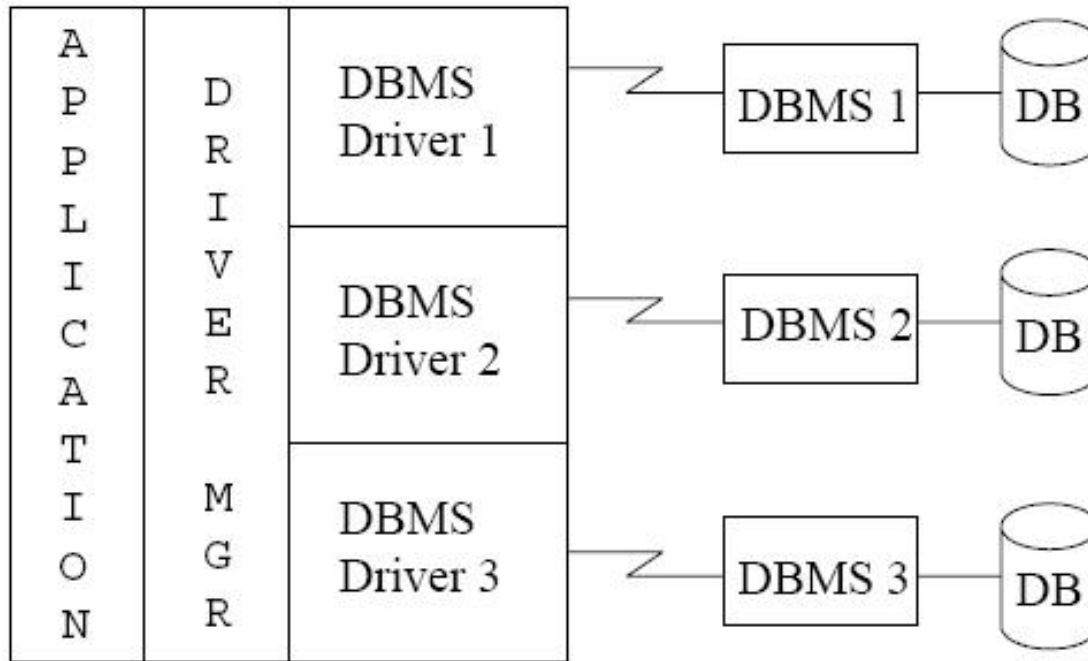 APPLICATION
DRIVER MGR
DBMS
Driver 1
DBMS 1
DB
DBMS
Driver 2
DBMS 2
DB
DBMS
Driver 3
DBMS 3
DB